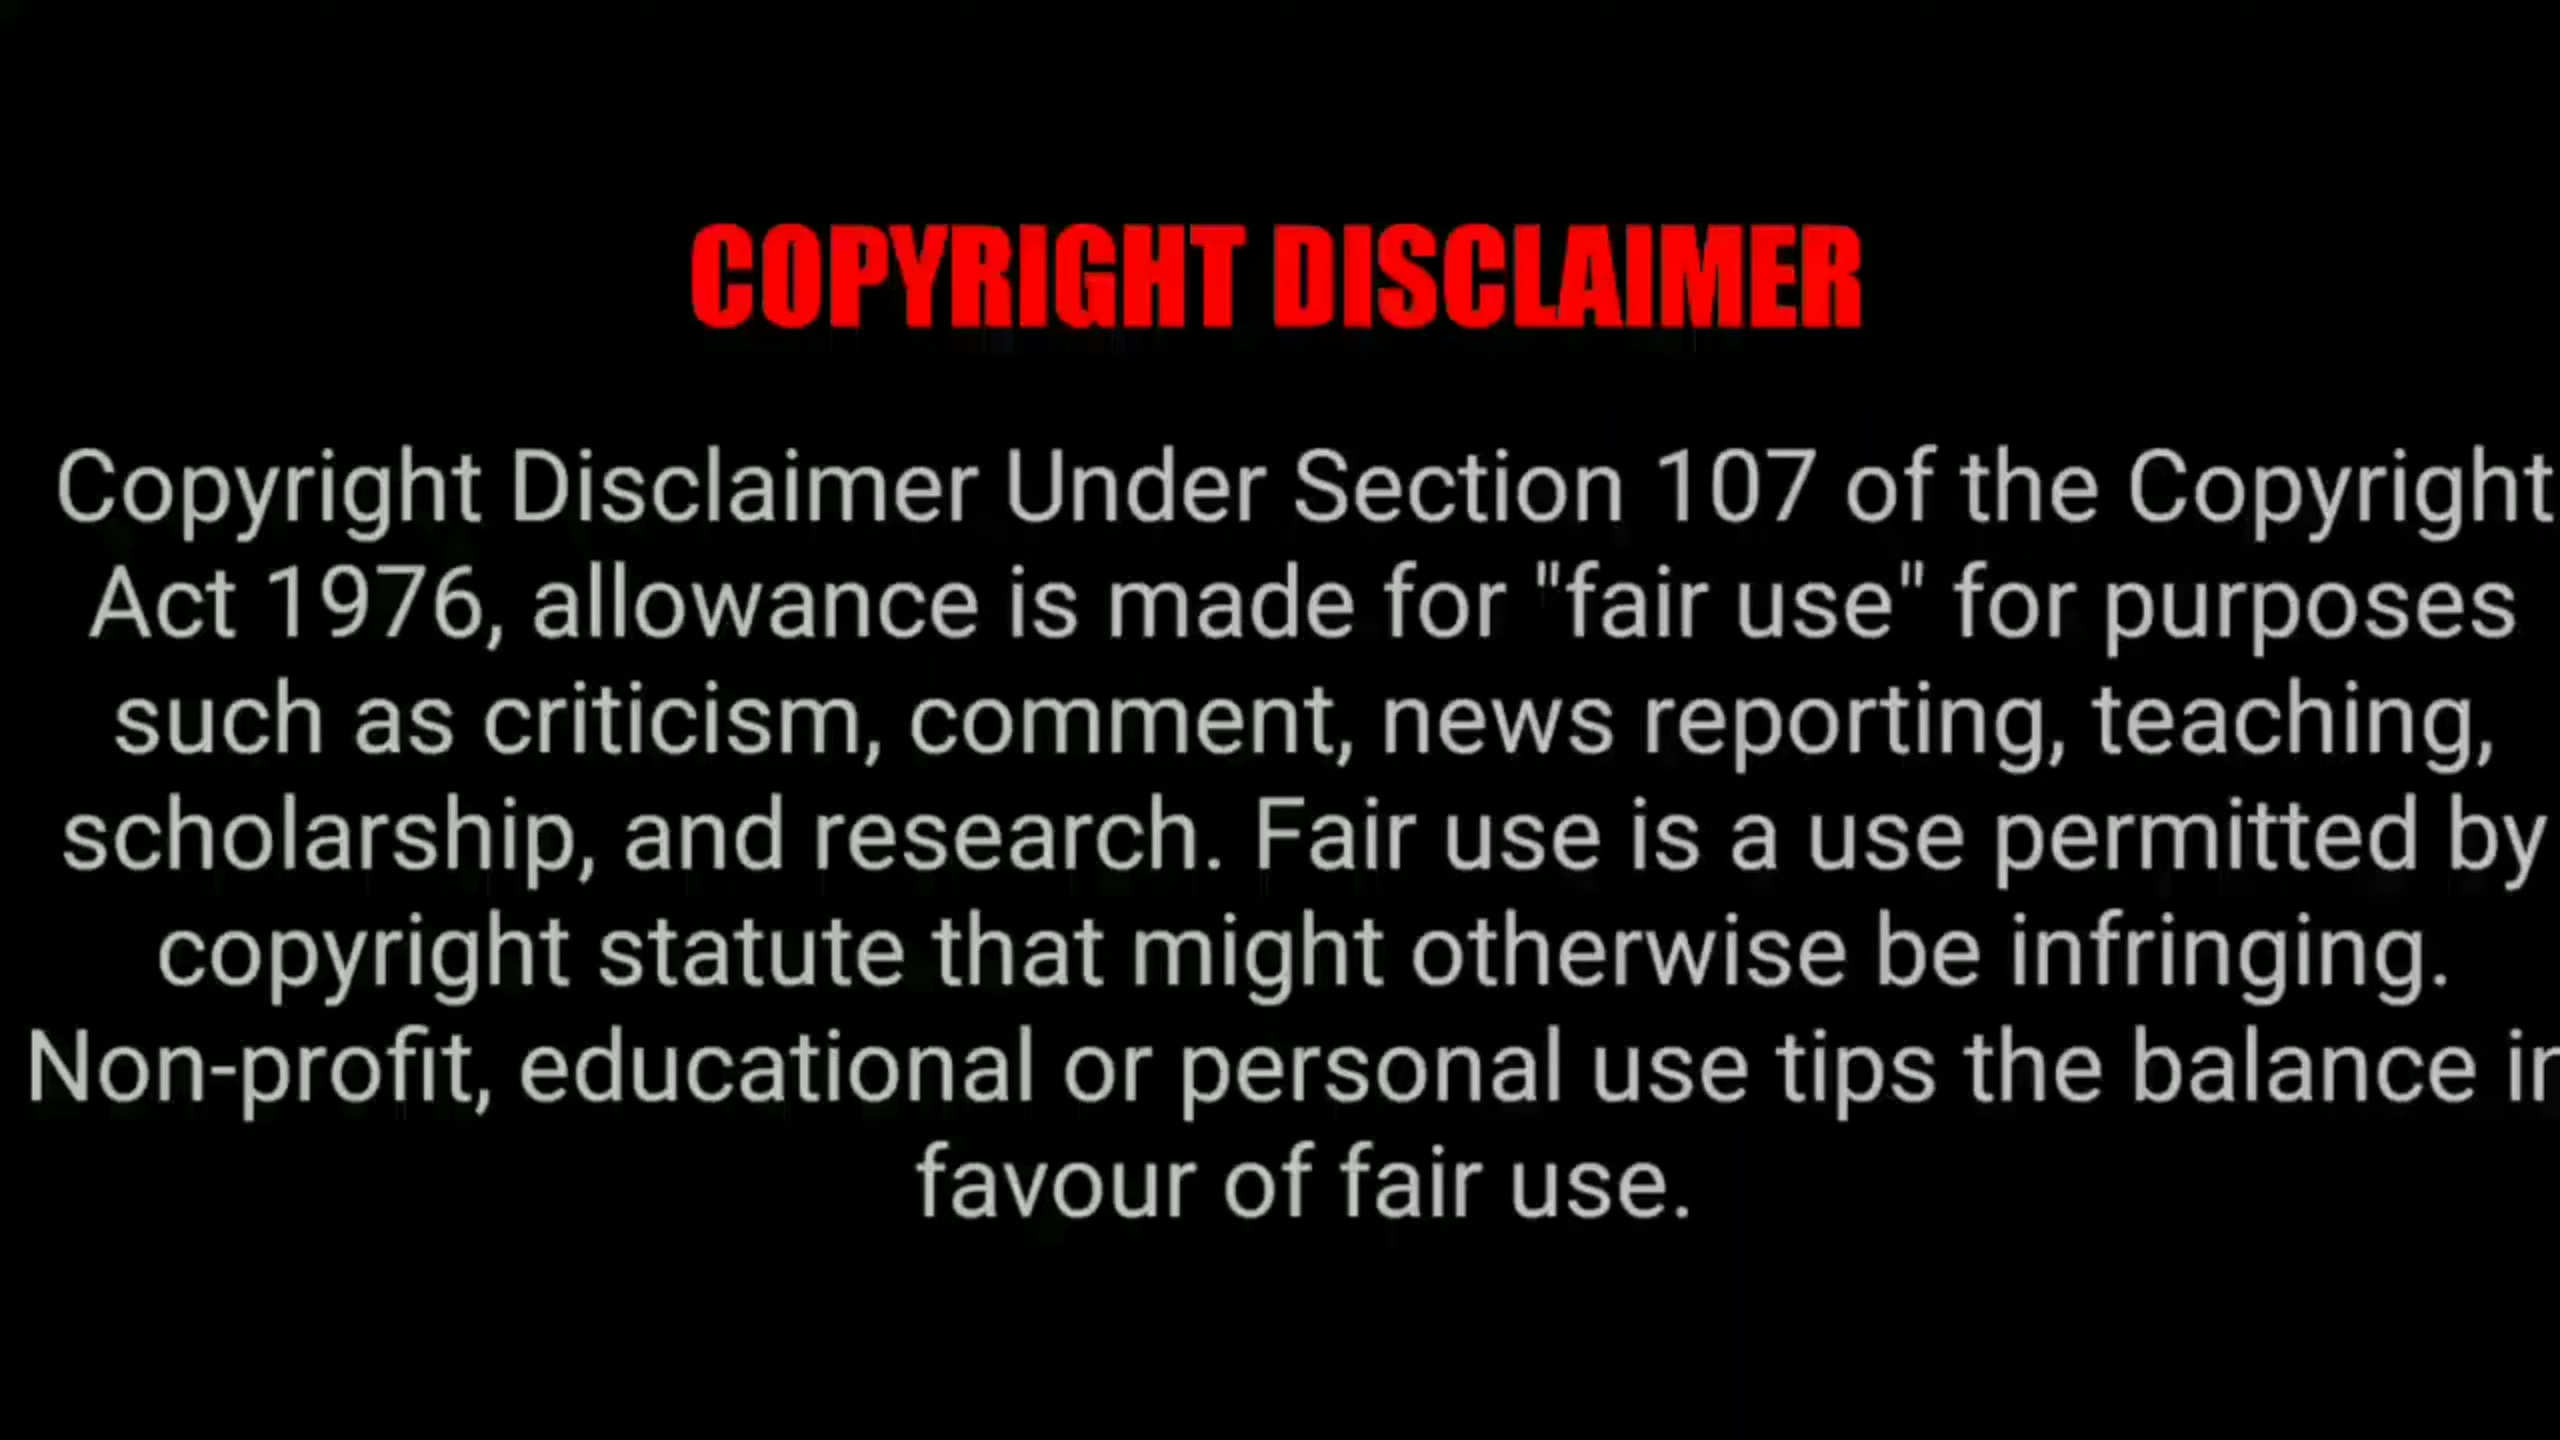 COPYRIGHT DISCLAIMER
Copyright Disclaimer Under Section 107 of the Copyright
Act 1976, allowance is made for "fair use" for purposes
such as criticism, comment, news reporting, teaching,
scholarship, and research. Fair use is a use permitted by
copyright statute that might otherwise be infringing.
Non-profit, educational or personal use tips the balance in
favour of fair use.